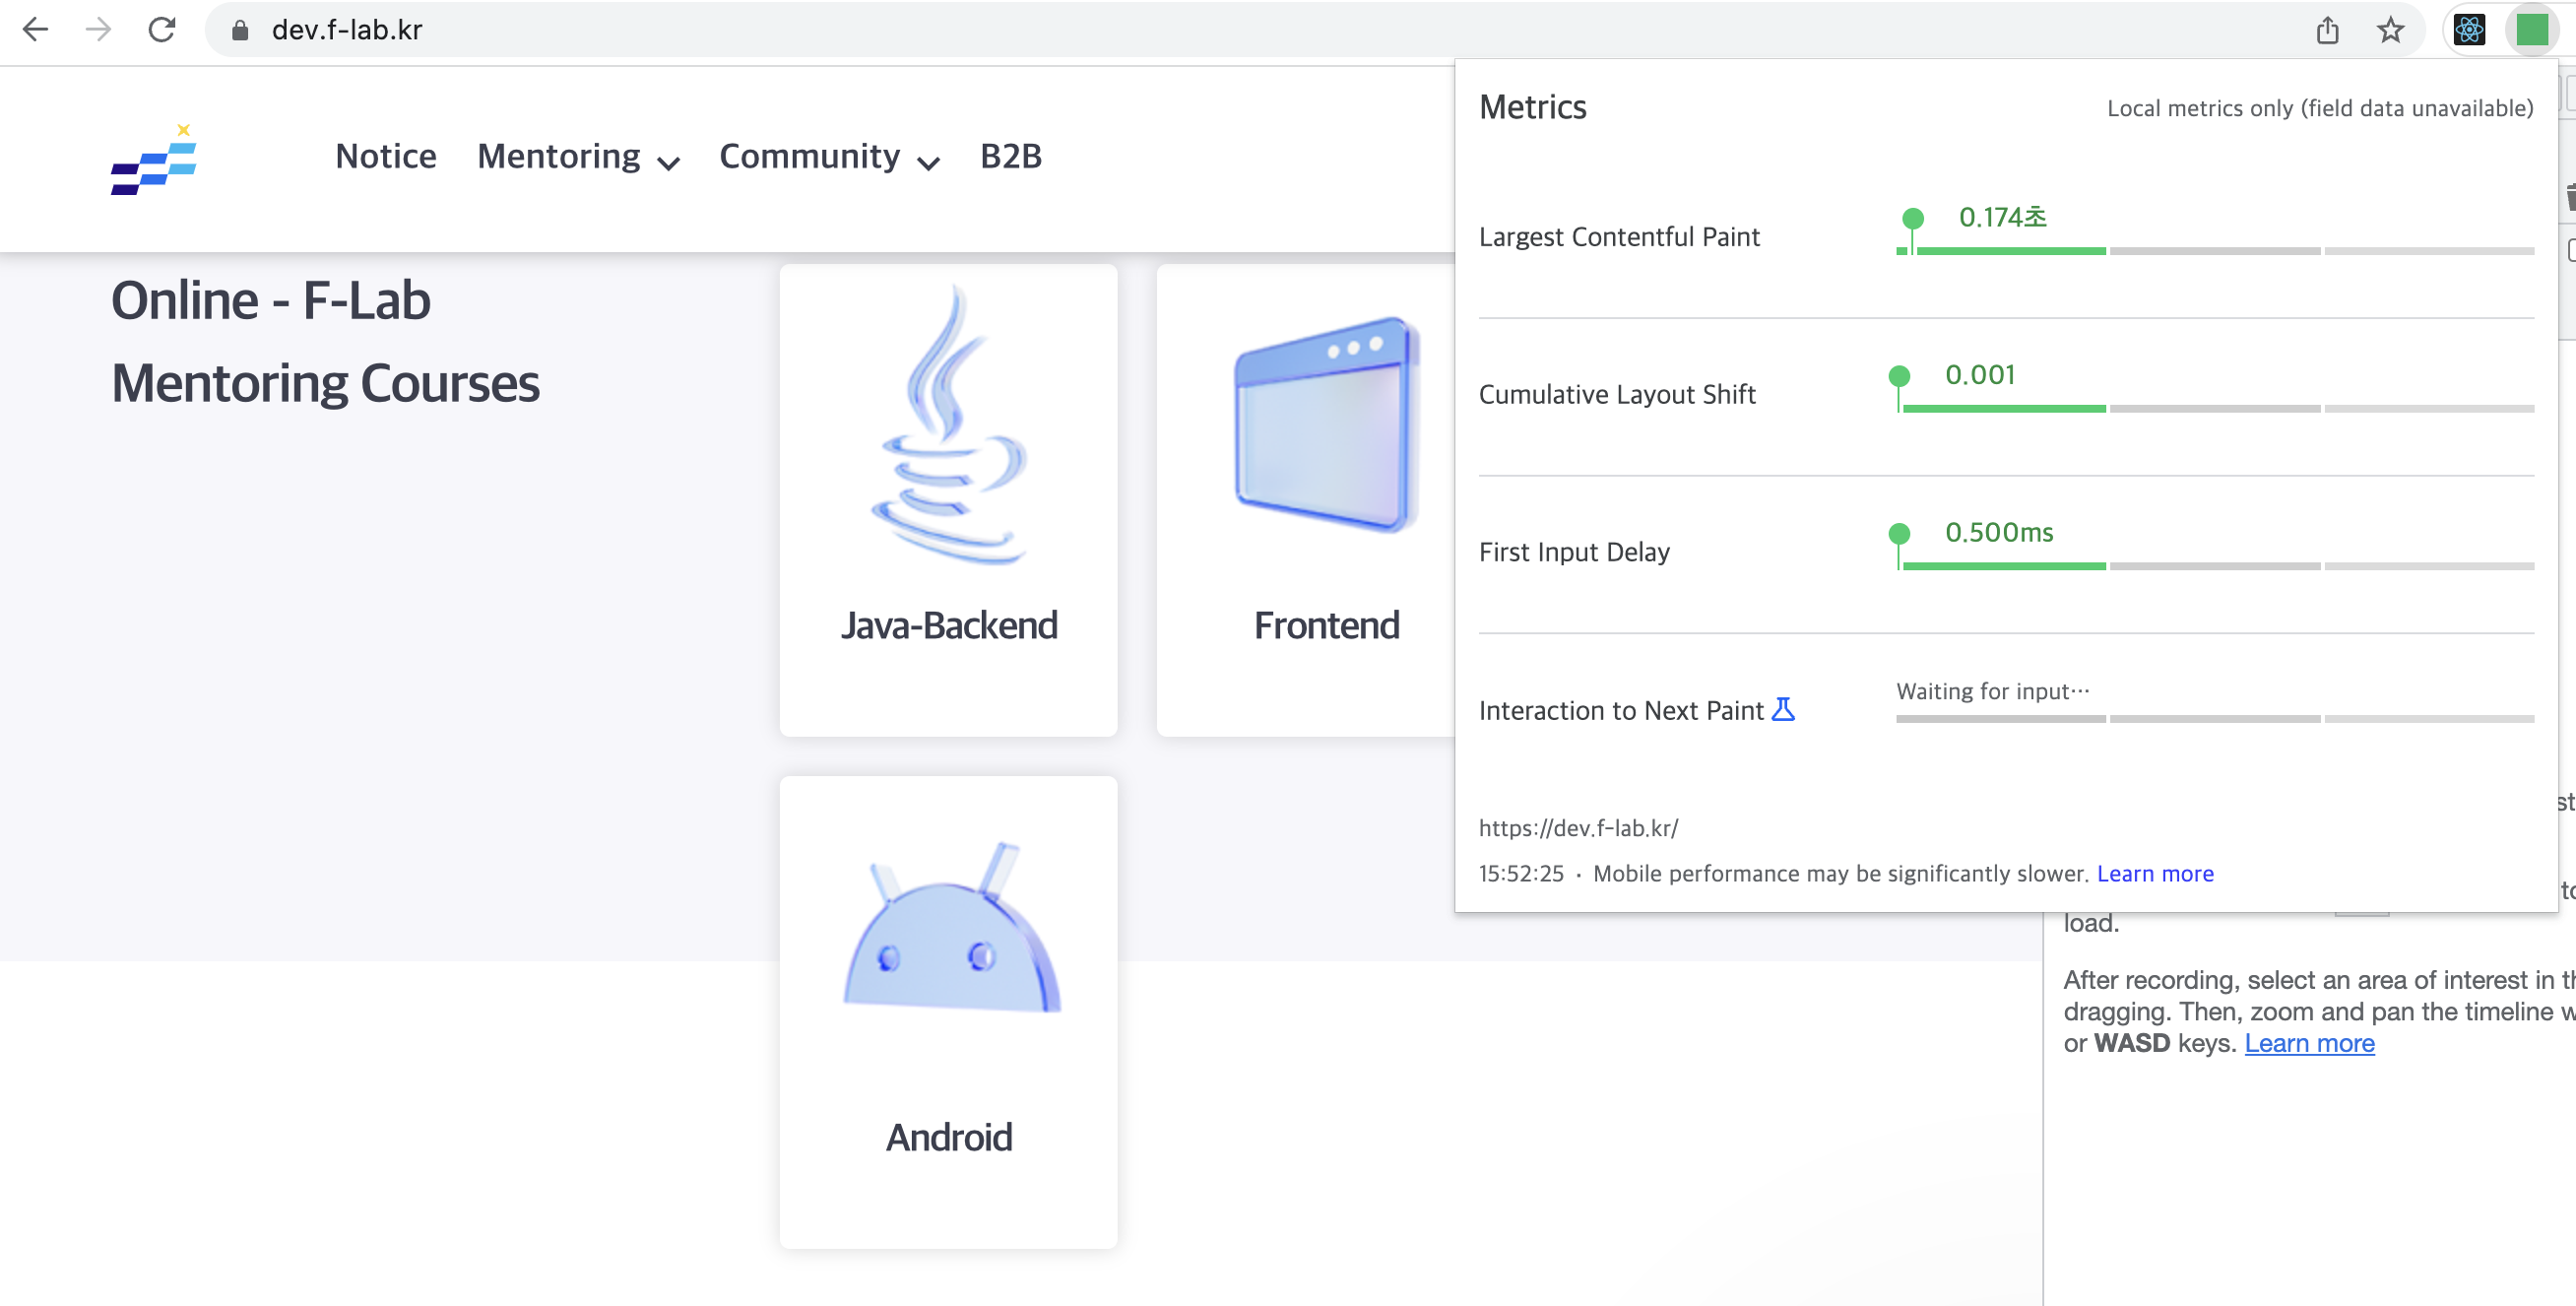 dev.f-lab.kr
Notice Mentoring Community B2B
Online - F-Lab
Mentoring Courses
Java-Backend
Frontend
Android
Metrics
Local metrics only (field data unavailable)
Largest Contentful Paint
0.174초
Cumulative Layout Shift
0.001
First Input Delay
0.500ms
Interaction to Next Paint
Waiting for input…
https://dev.f-lab.kr/
15:52:25 · Mobile performance may be significantly slower. Learn more
load.
After recording, select an area of interest in
dragging. Then, zoom and pan the timeline
or WASD keys. Learn more